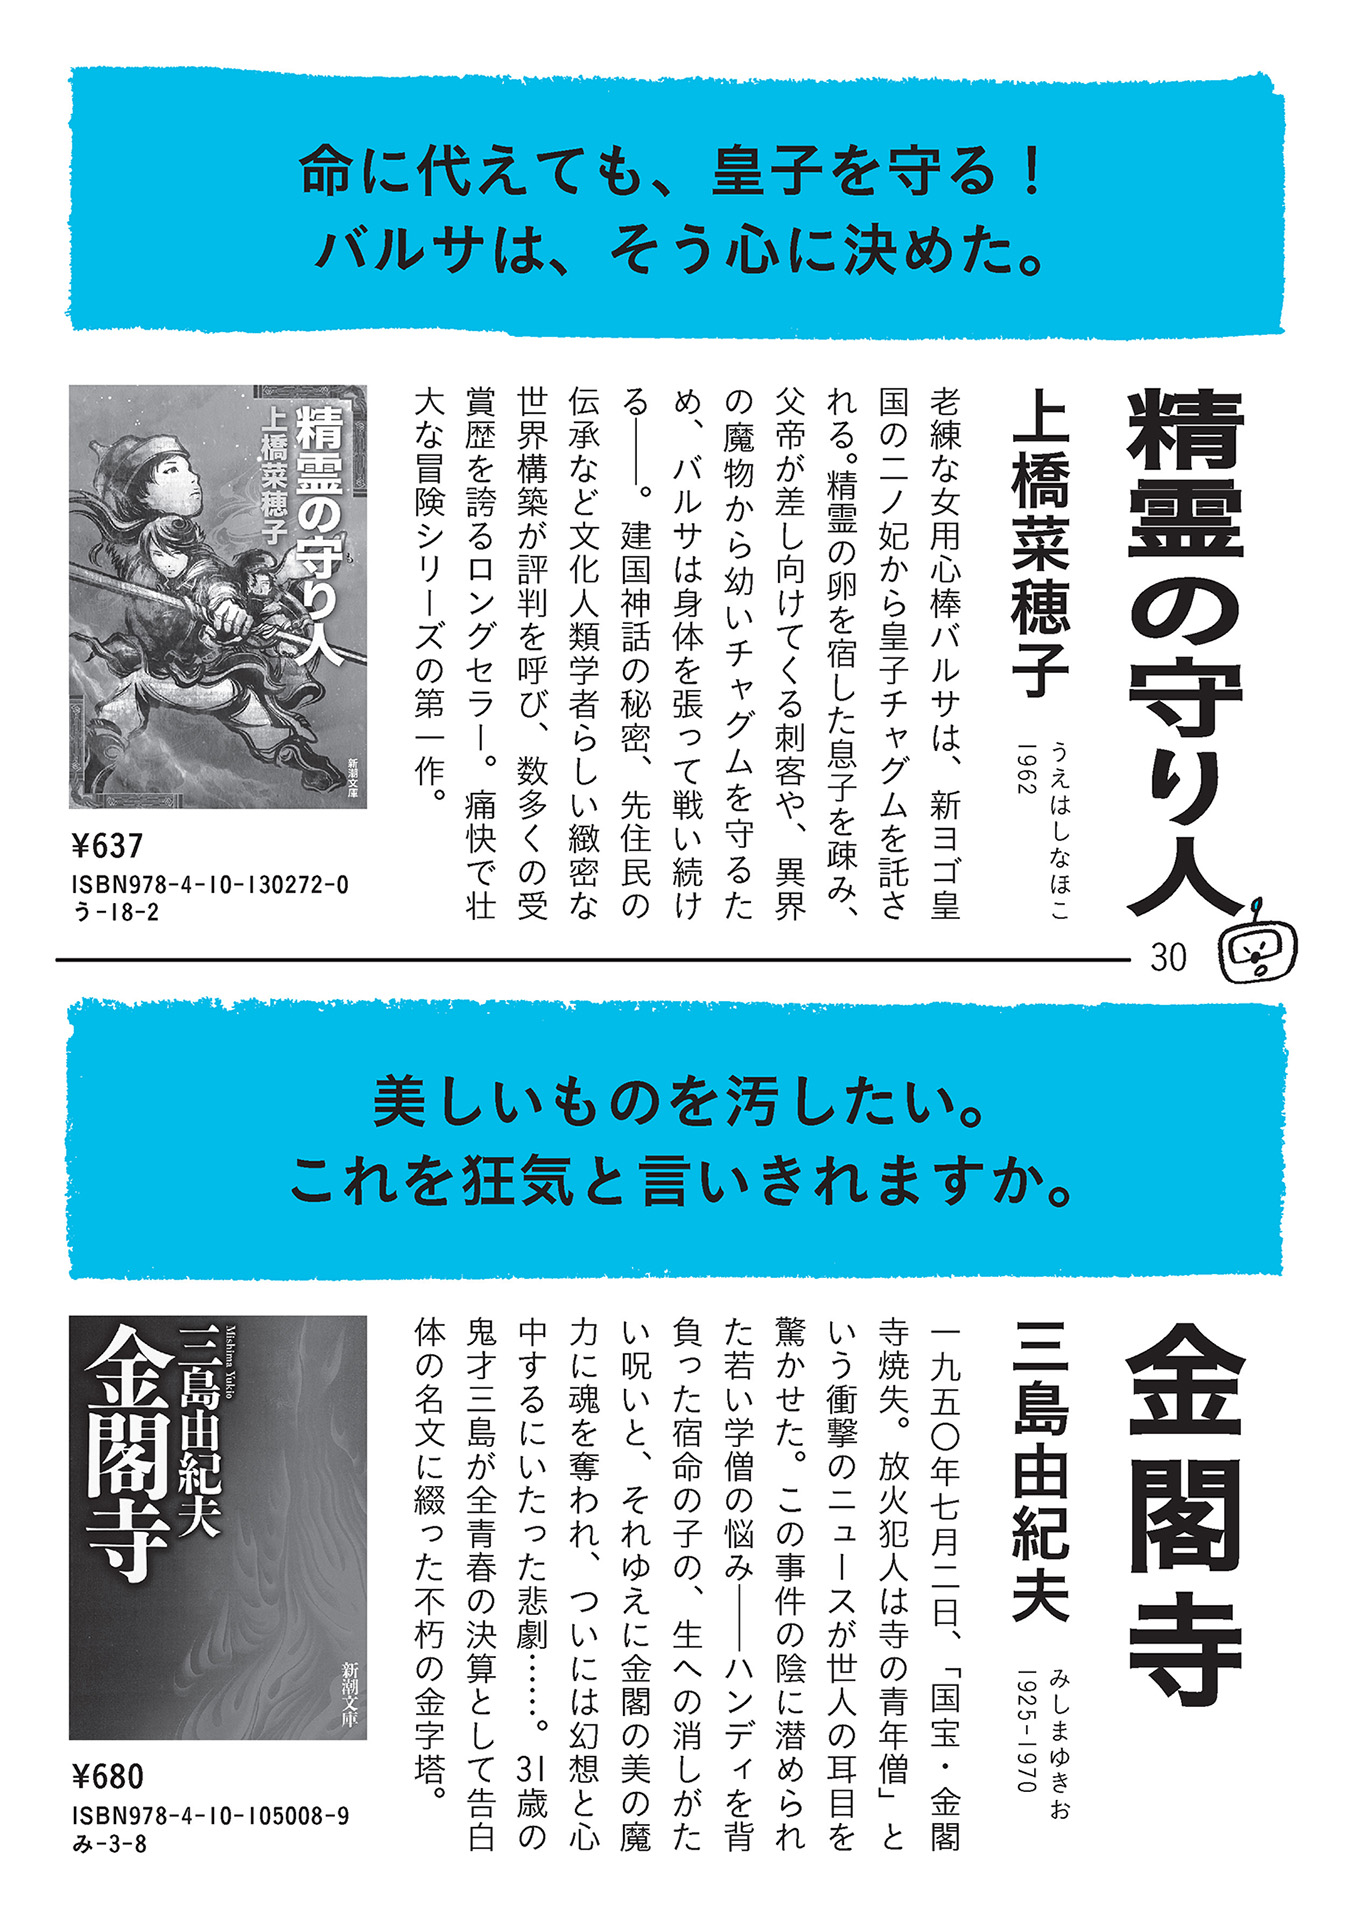 命に代えても、皇子を守る！
バルサは、そう心に決めた。
精霊の守り人
上橋菜穂子
うえはしなほこ
1962
老練な女用心棒バルサは、新ヨゴ皇
国の二ノ妃から皇子チャグムを託さ
れる。精霊の卵を宿した息子を疎み、
父帝が差し向けてくる刺客や、異界
の魔物から幼いチャグムを守るた
め、バルサは身体を張って戦い続け
る――。建国神話の秘密、先住民の
伝承など文化人類学者らしい緻密な
世界構築が評判を呼び、数多くの受
賞歴を誇るロングセラー。痛快で壮
大な冒険シリーズの第一作。
精霊の守り人
上橋菜穂子
新潮文庫
¥637
ISBN978-4-10-130272-0
う-18-2
30
美しいものを汚したい。
これを狂気と言いきれますか。
金閣寺
三島由紀夫
みしまゆきお
1925-1970
一九五〇年七月二日、「国宝・金閣
寺焼失。放火犯人は寺の青年僧」と
いう衝撃のニュースが世人の耳目を
驚かせた。この事件の陰に潜められ
た若い学僧の悩み――ハンディを背
負った宿命の子の、生への消しがた
い呪いと、それゆえに金閣の美の魔
力に魂を奪われ、ついには幻想と心
中するにいたった悲劇……。31歳の
鬼才三島が全青春の決算として告白
体の名文に綴った不朽の金字塔。
Mishima Yukio
三島由紀夫
金閣寺
新潮文庫
¥680
ISBN978-4-10-105008-9
み-3-8